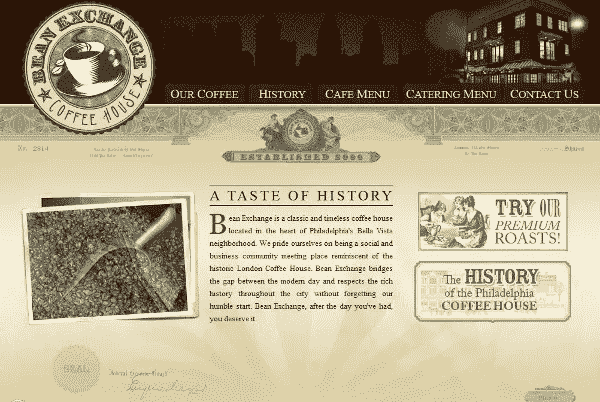 BEAN EXCHANGE
COFFEE HOUSE
OUR COFFEE HISTORY CAFE MENU CATERING MENU CONTACT US
No. 2814
Shares
ESTABLISHED 2000
A TASTE OF HISTORY
Bean Exchange is a classic and timeless coffee house
located in the heart of Philadelphia's Bella Vista
neighborhood. We pride ourselves on being a social and
business community meeting place reminiscent of the
historic London Coffee House. Bean Exchange bridges
the gap between the modern day and respects the rich
history throughout the city without forgetting our
humble start. Bean Exchange, after the day you've had,
you deserve it.
TRY OUR
PREMIUM
ROASTS!
The HISTORY
of the Philadelphia
COFFEE HOUSE
SEAL